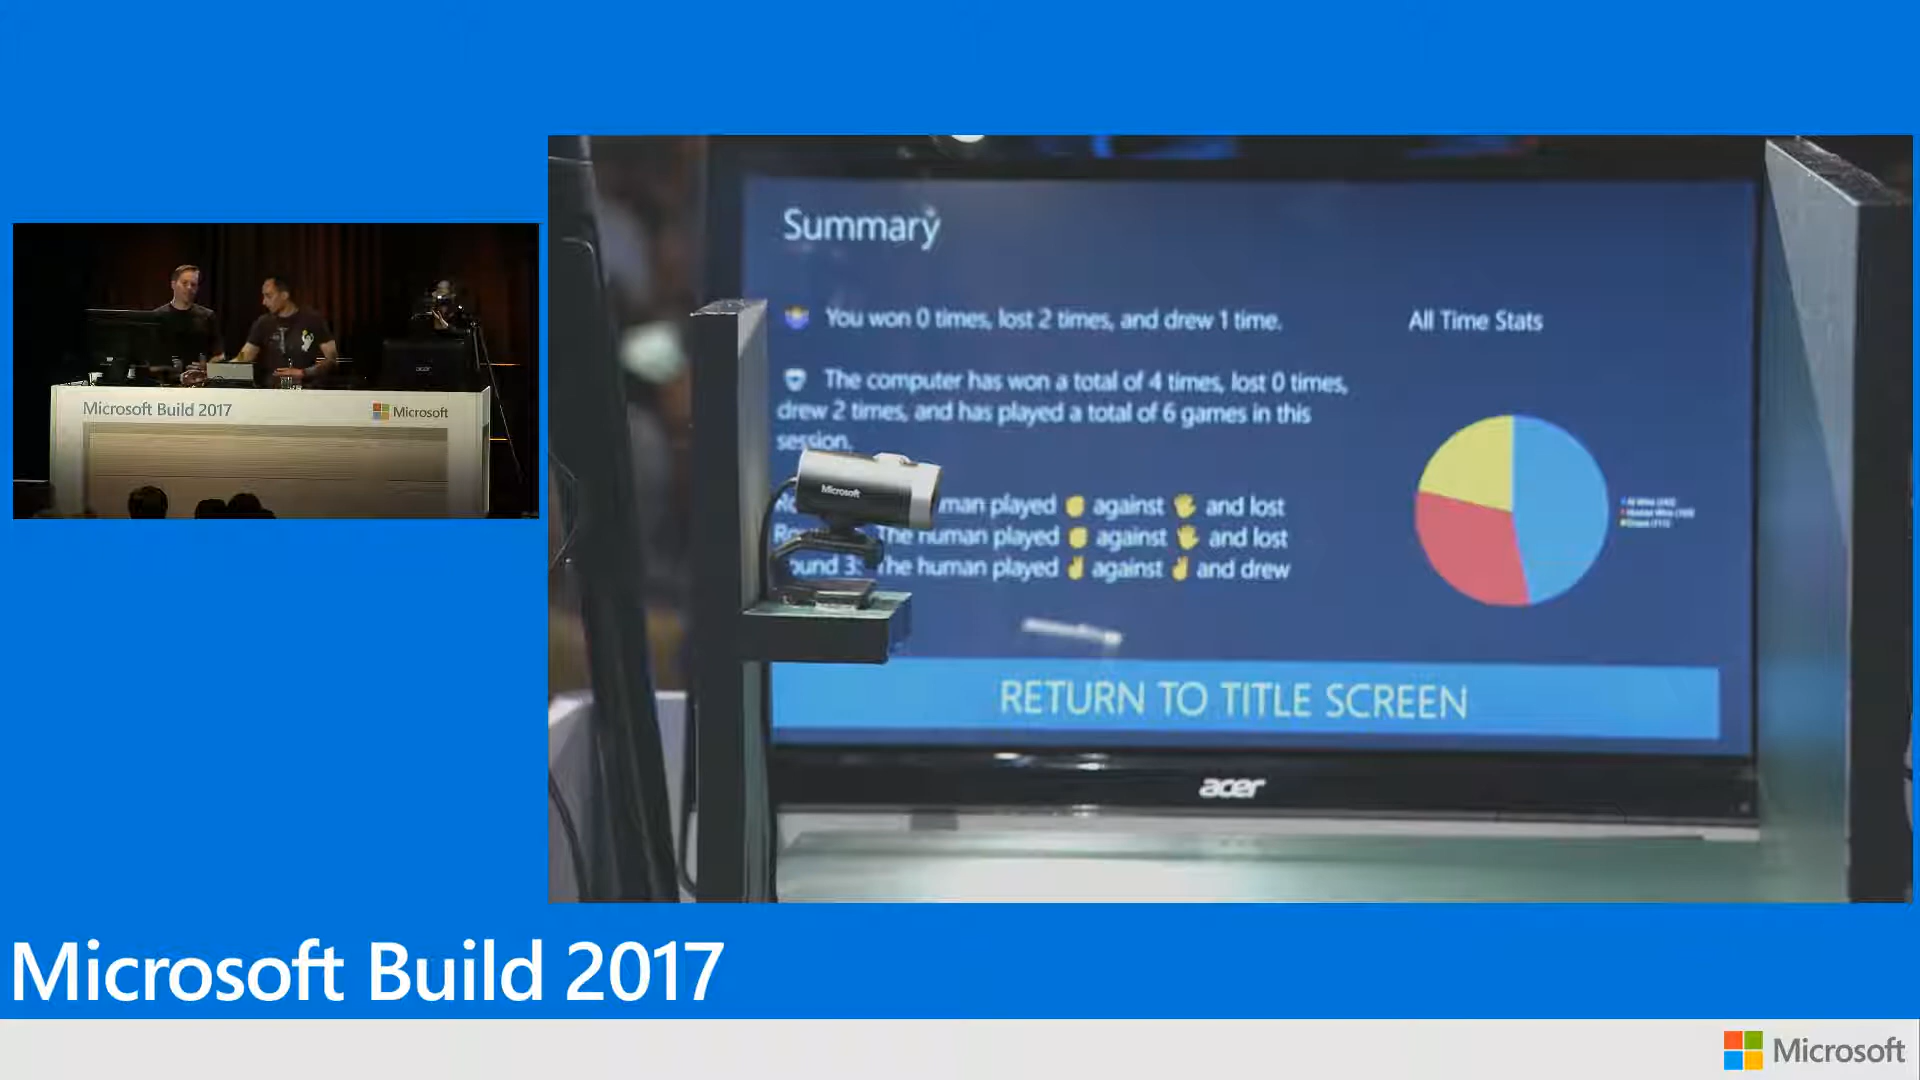 Microsoft Build 2017
Microsoft
acer
Summary
You won 0 times, lost 2 times, and drew 1 time.
The computer has won a total of 4 times, lost 0 times,
drew 2 times, and has played a total of 6 games in this
session.
man played ✊ against ✋ and lost
The human played ✊ against ✋ and lost
ound 3: The human played ✌ against ✌ and drew
All Time Stats
Microsoft
RETURN TO TITLE SCREEN
acer
Microsoft Build 2017
Microsoft